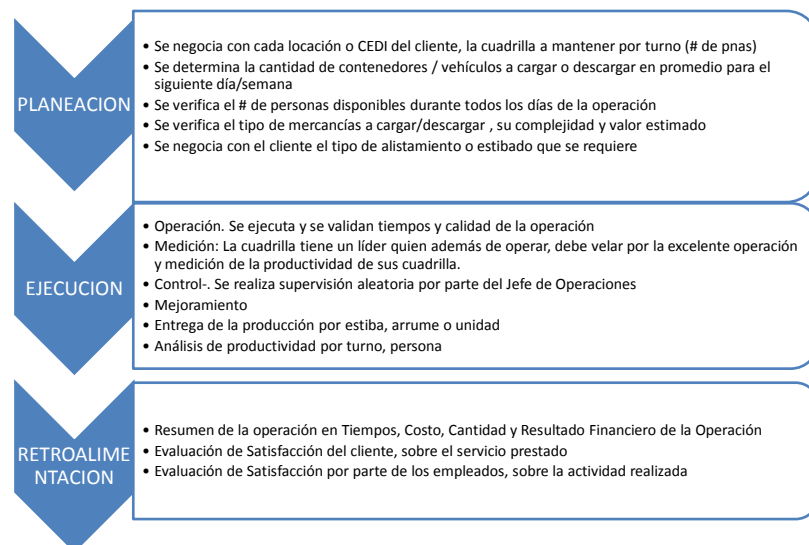 PLANEACION
• Se negocia con cada locación o CEDI del cliente, la cuadrilla a mantener por turno (# de pnas)
• Se determina la cantidad de contenedores / vehículos a cargar o descargar en promedio para el
siguiente día/semana
• Se verifica el # de personas disponibles durante todos los días de la operación
• Se verifica el tipo de mercancías a cargar/descargar , su complejidad y valor estimado
• Se negocia con el cliente el tipo de alistamiento o estibado que se requiere
EJECUCION
• Operación. Se ejecuta y se validan tiempos y calidad de la operación
• Medición: La cuadrilla tiene un líder quien además de operar, debe velar por la excelente operación
y medición de la productividad de sus cuadrilla.
• Control-. Se realiza supervisión aleatoria por parte del Jefe de Operaciones
• Mejoramiento
• Entrega de la producción por estiba, arrume o unidad
• Análisis de productividad por turno, persona
RETROALIME
NTACION
• Resumen de la operación en Tiempos, Costo, Cantidad y Resultado Financiero de la Operación
• Evaluación de Satisfacción del cliente, sobre el servicio prestado
• Evaluación de Satisfacción por parte de los empleados, sobre la actividad realizada